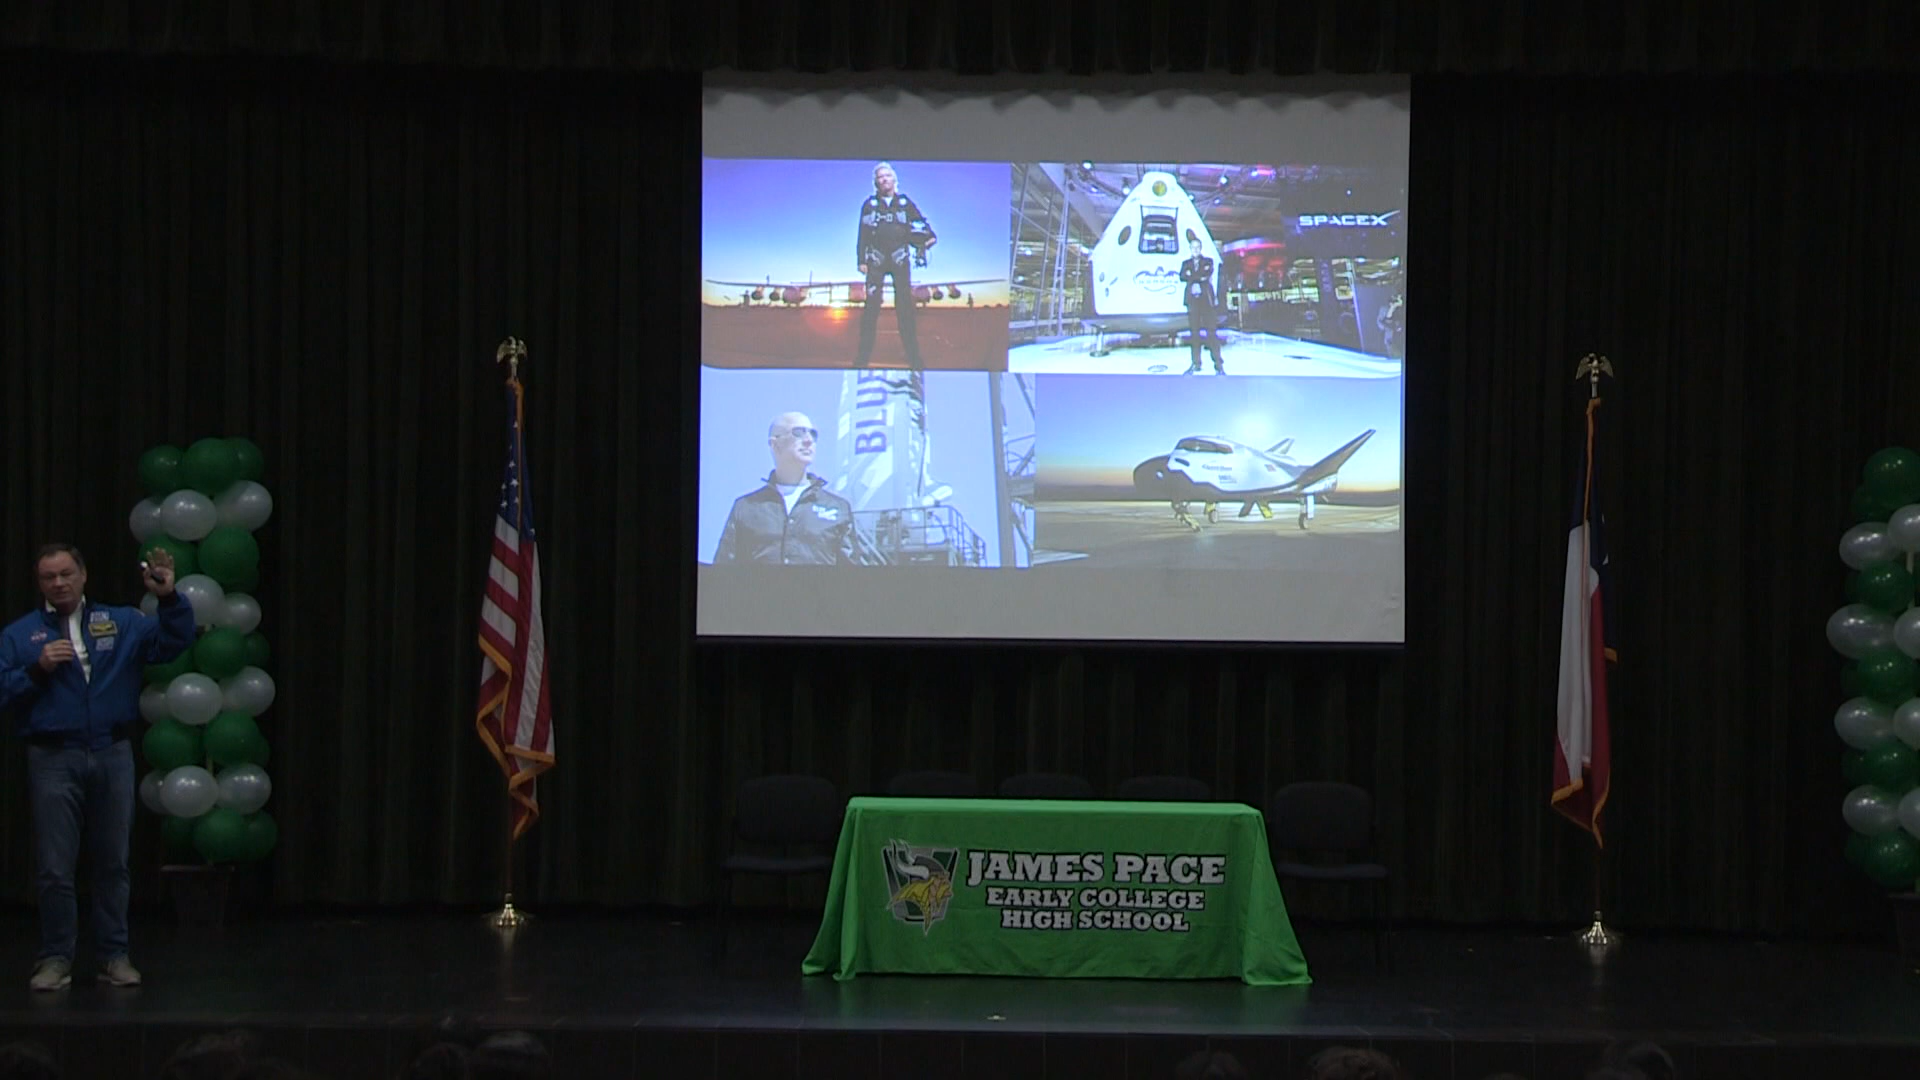 SPACEX
BLUE
JAMES PACE
EARLY COLLEGE
HIGH SCHOOL